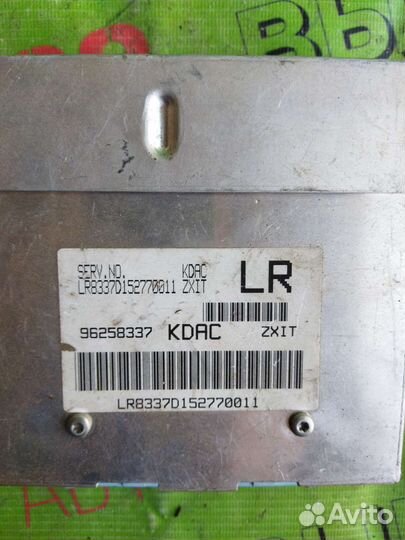 SERV.NO. KDAC LR
LR8337D152770011 ZXIT
96258337 KDAC ZXIT
LR8337D152770011
Avito